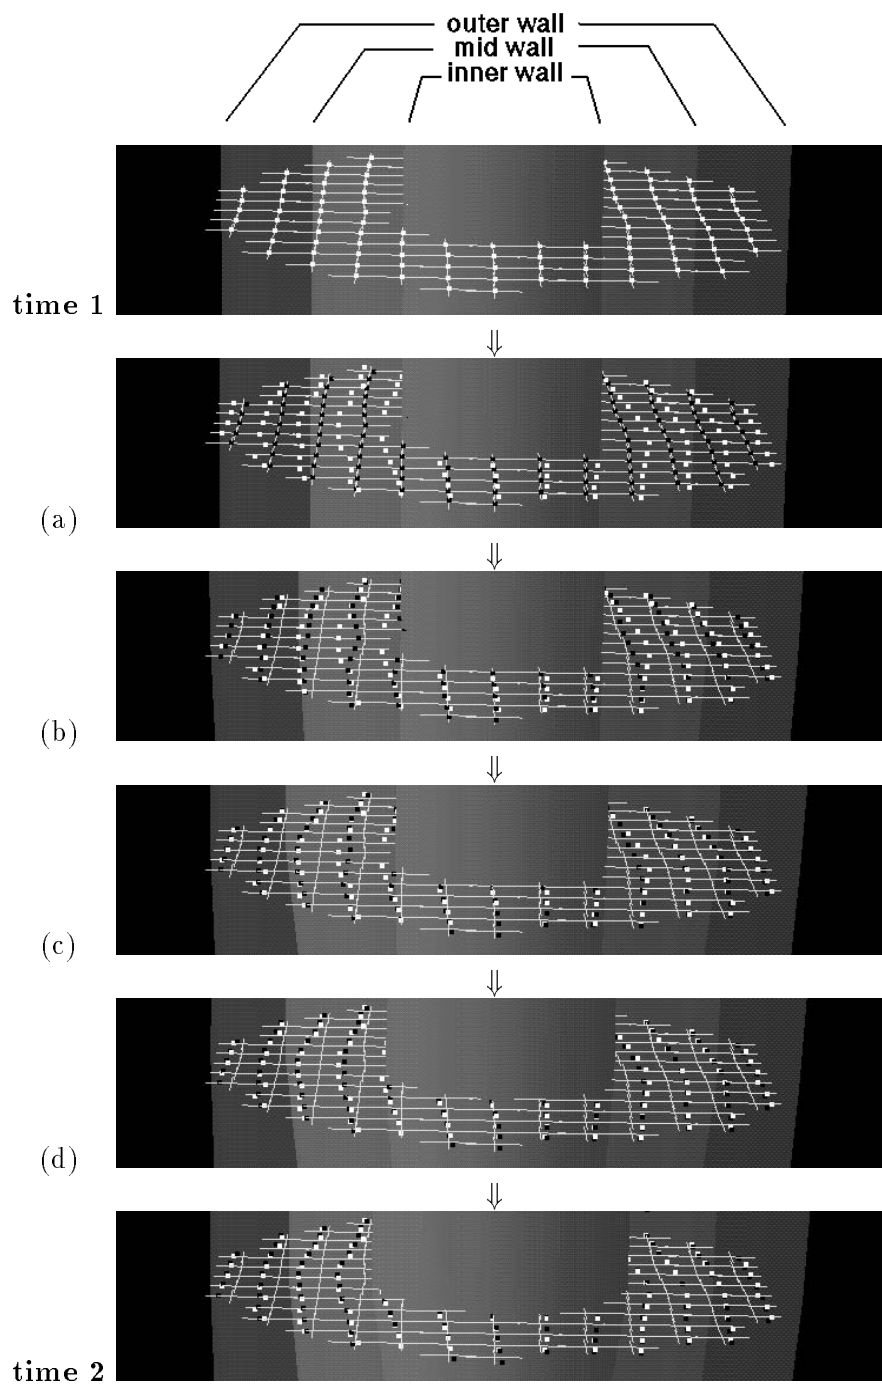 outer wall
mid wall
inner wall
time 1
⇓
(a)
⇓
(b)
⇓
(c)
⇓
(d)
⇓
time 2